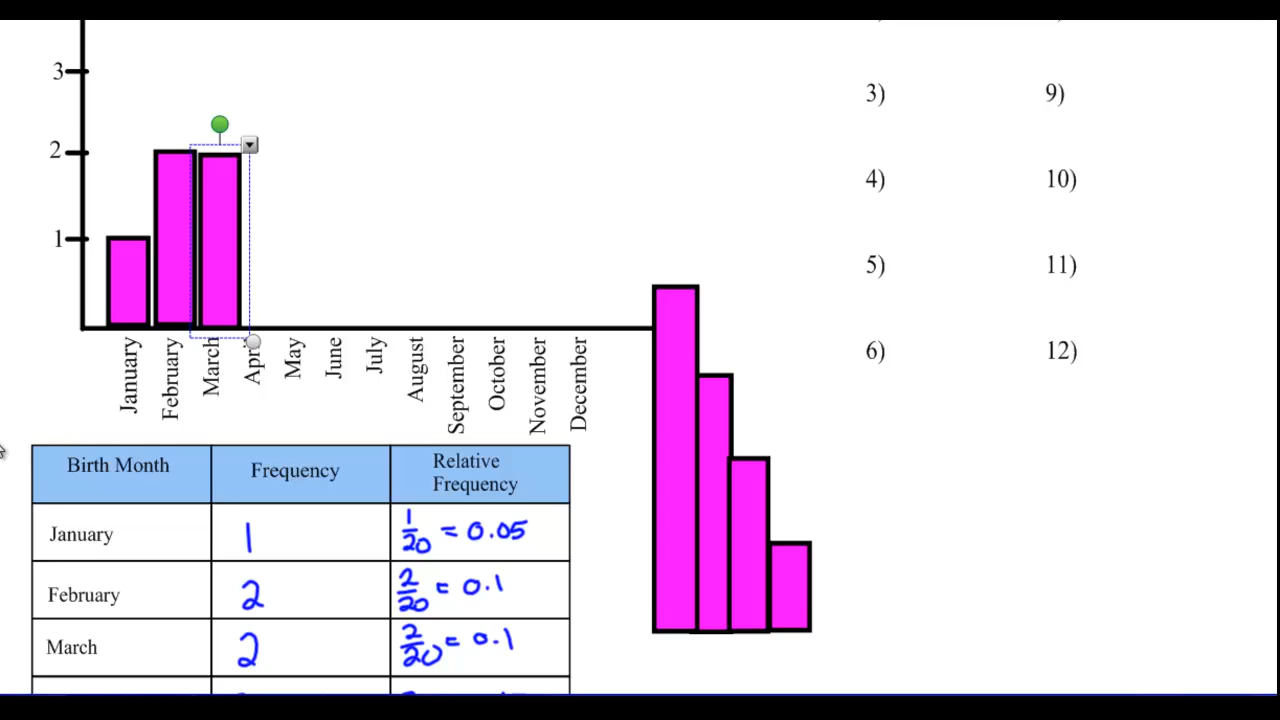 3
2
1
January
February
March
Apri
May
June
July
August
September
October
November
December
3) 9)
4) 10)
5) 11)
6) 12)
Birth Month Frequency Relative Frequency
January 1 1/20 = 0.05
February 2 2/20 = 0.1
March 2 2/20 = 0.1